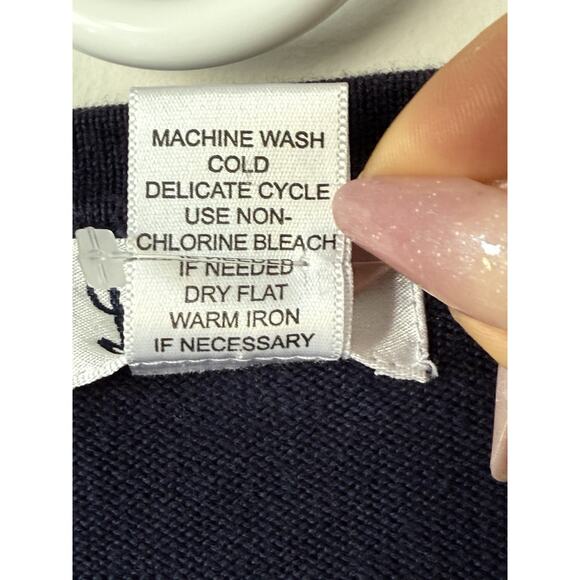 MACHINE WASH
COLD
DELICATE CYCLE
USE NON-
CHLORINE BLEACH
IF NEEDED
DRY FLAT
WARM IRON
IF NECESSARY